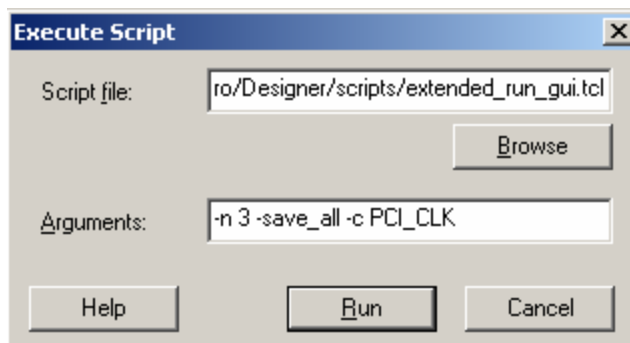 Execute Script
Script file: ro/Designer/scripts/extended_run_gui.tcl
Browse
Arguments: -n 3 -save_all -c PCI_CLK
Help Run Cancel